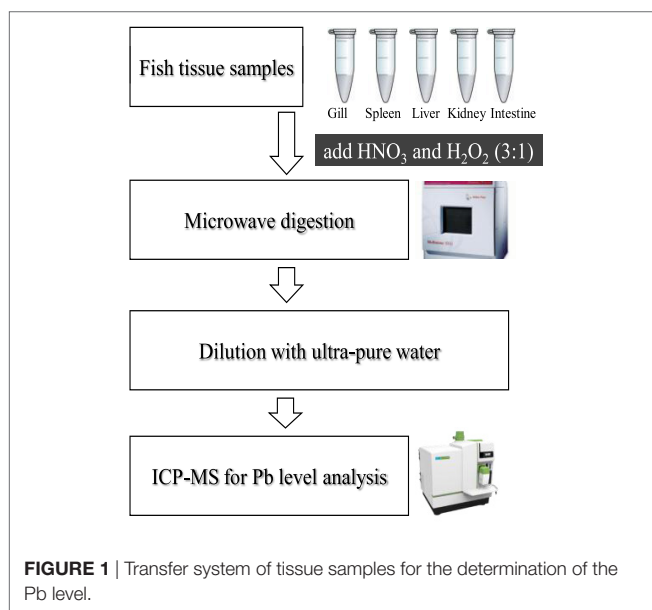 Fish tissue samples
Gill Spleen Liver Kidney Intestine
add HNO₃ and H₂O₂ (3:1)
Microwave digestion
Dilution with ultra-pure water
ICP-MS for Pb level analysis
FIGURE 1 | Transfer system of tissue samples for the determination of the
Pb level.